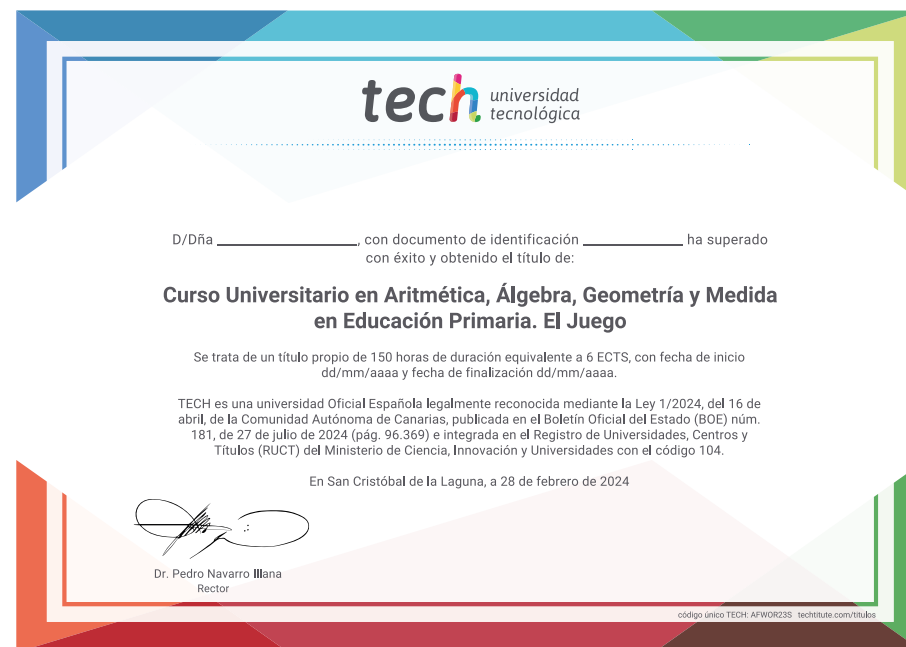 tech universidad
tecnológica
D/Dña ____________________, con documento de identificación ______________ ha superado
con éxito y obtenido el título de:
Curso Universitario en Aritmética, Álgebra, Geometría y Medida
en Educación Primaria. El Juego
Se trata de un título propio de 150 horas de duración equivalente a 6 ECTS, con fecha de inicio
dd/mm/aaaa y fecha de finalización dd/mm/aaaa.
TECH es una universidad Oficial Española legalmente reconocida mediante la Ley 1/2024, del 16 de
abril, de la Comunidad Autónoma de Canarias, publicada en el Boletín Oficial del Estado (BOE) núm.
181, de 27 de julio de 2024 (pág. 96.369) e integrada en el Registro de Universidades, Centros y
Títulos (RUCT) del Ministerio de Ciencia, Innovación y Universidades con el código 104.
En San Cristóbal de la Laguna, a 28 de febrero de 2024
Dr. Pedro Navarro Illana
Rector
código único TECH: AFWOR23S techtitute.com/titulos